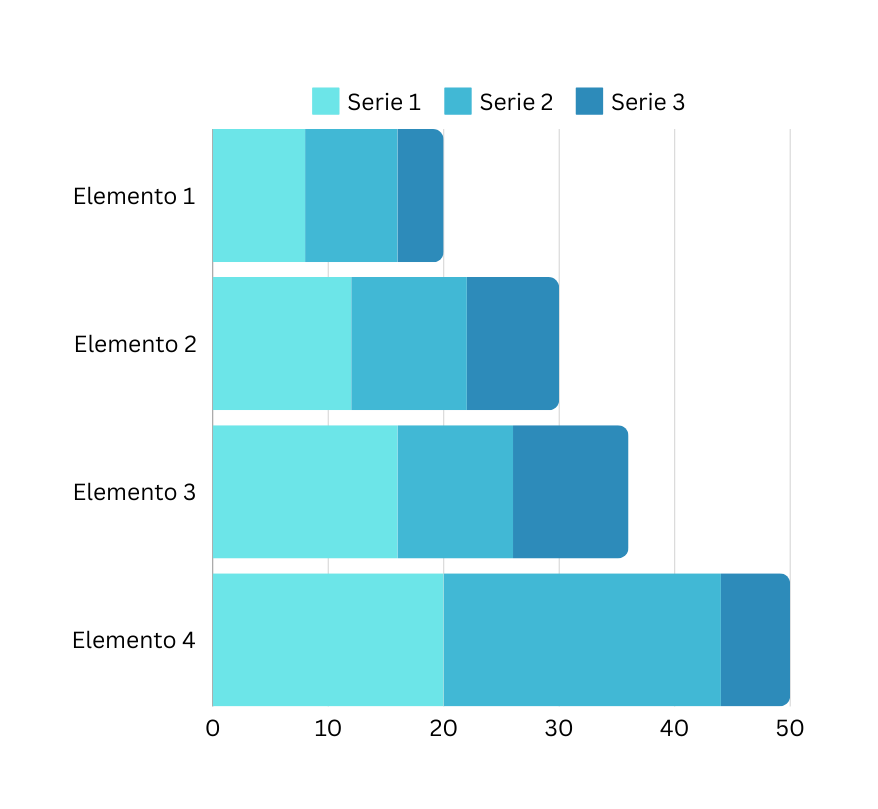 Serie 1 Serie 2 Serie 3
Elemento 1
Elemento 2
Elemento 3
Elemento 4
0 10 20 30 40 50